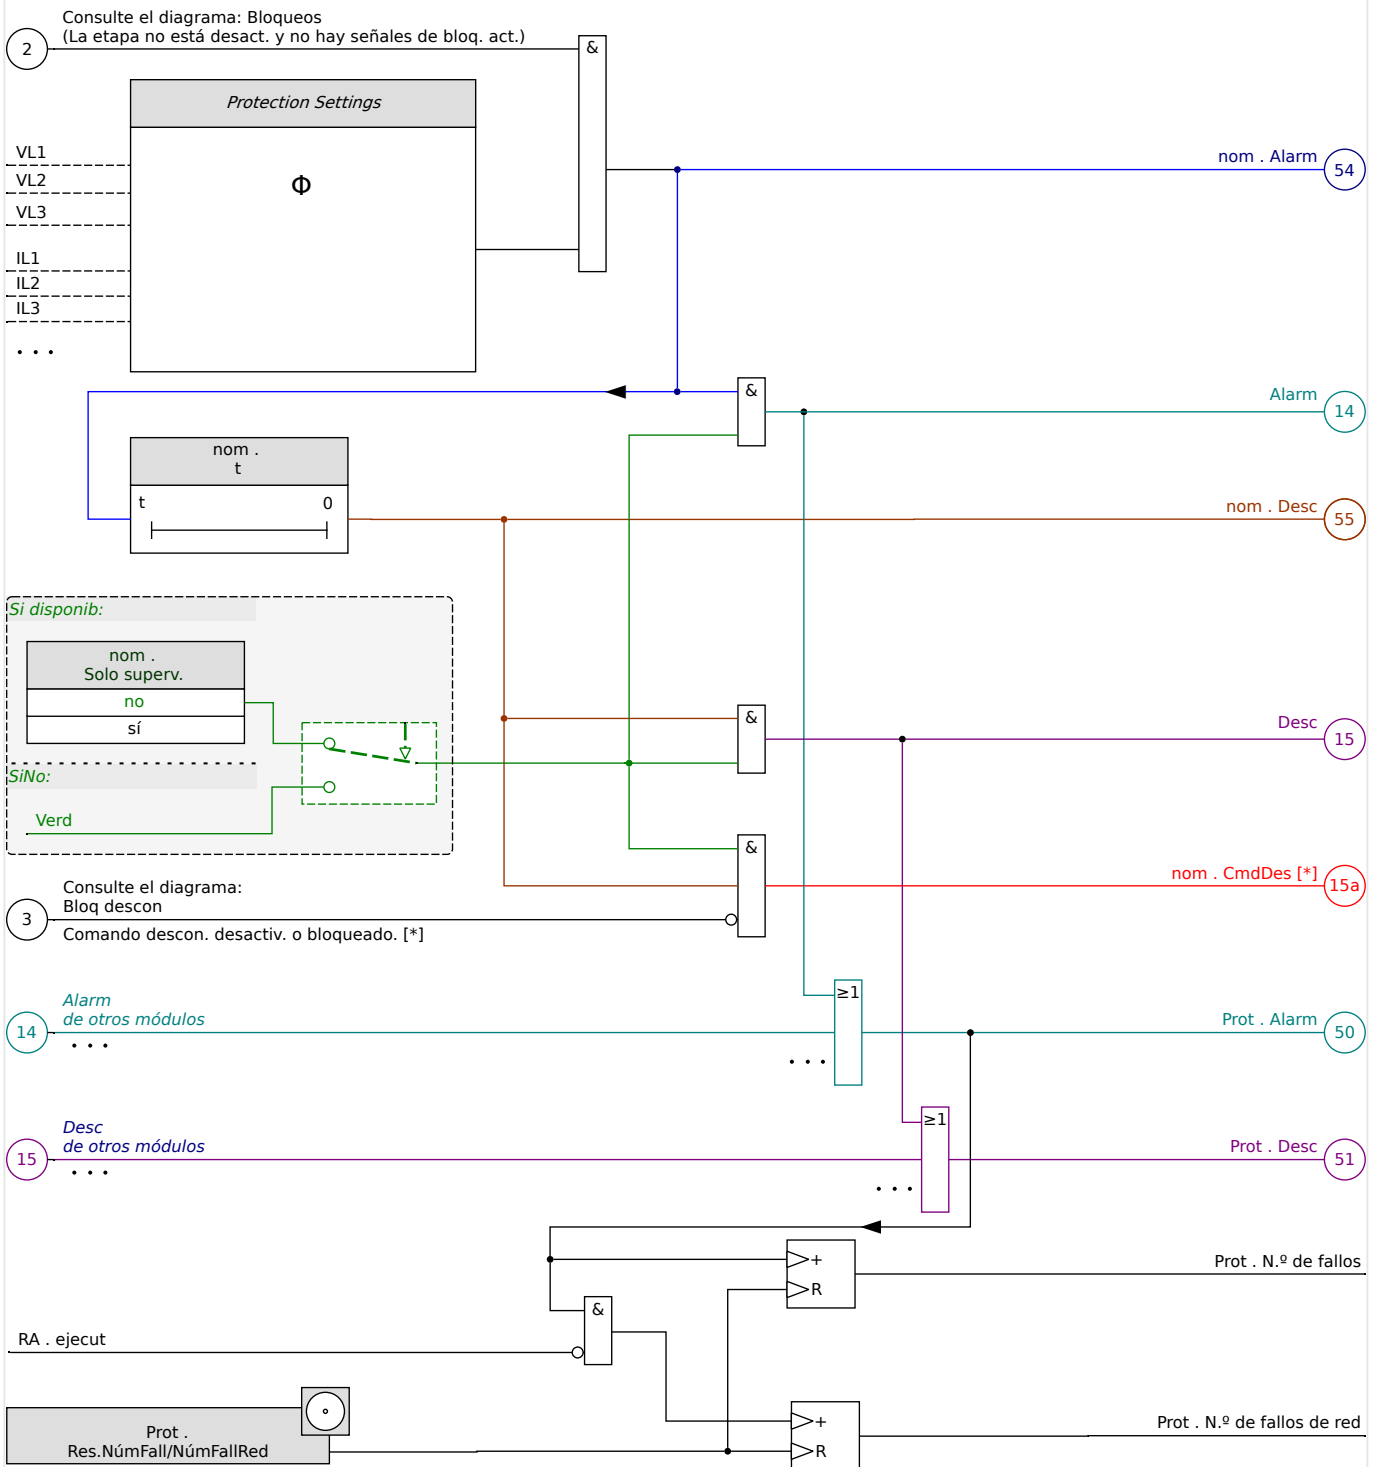 Consulte el diagrama: Bloqueos
(La etapa no está desact. y no hay señales de bloq. act.)
2
&
Protection Settings
Φ
VL1
VL2
VL3
IL1
IL2
IL3
. . .
nom . Alarm
54
&
Alarm
14
nom .
t
t
0
nom . Desc
55
Si disponib:
nom .
Solo superv.
no
sí
SiNo:
Verd
&
Desc
15
&
nom . CmdDes [*]
15a
Consulte el diagrama:
Bloq descon
3
Comando descon. desactiv. o bloqueado. [*]
Alarm
de otros módulos
14
. . .
≥1
. . .
Prot . Alarm
50
Desc
de otros módulos
15
. . .
≥1
. . .
Prot . Desc
51
+
R
Prot . N.º de fallos
&
RA . ejecut
Prot .
Res.NúmFall/NúmFallRed
+
R
Prot . N.º de fallos de red